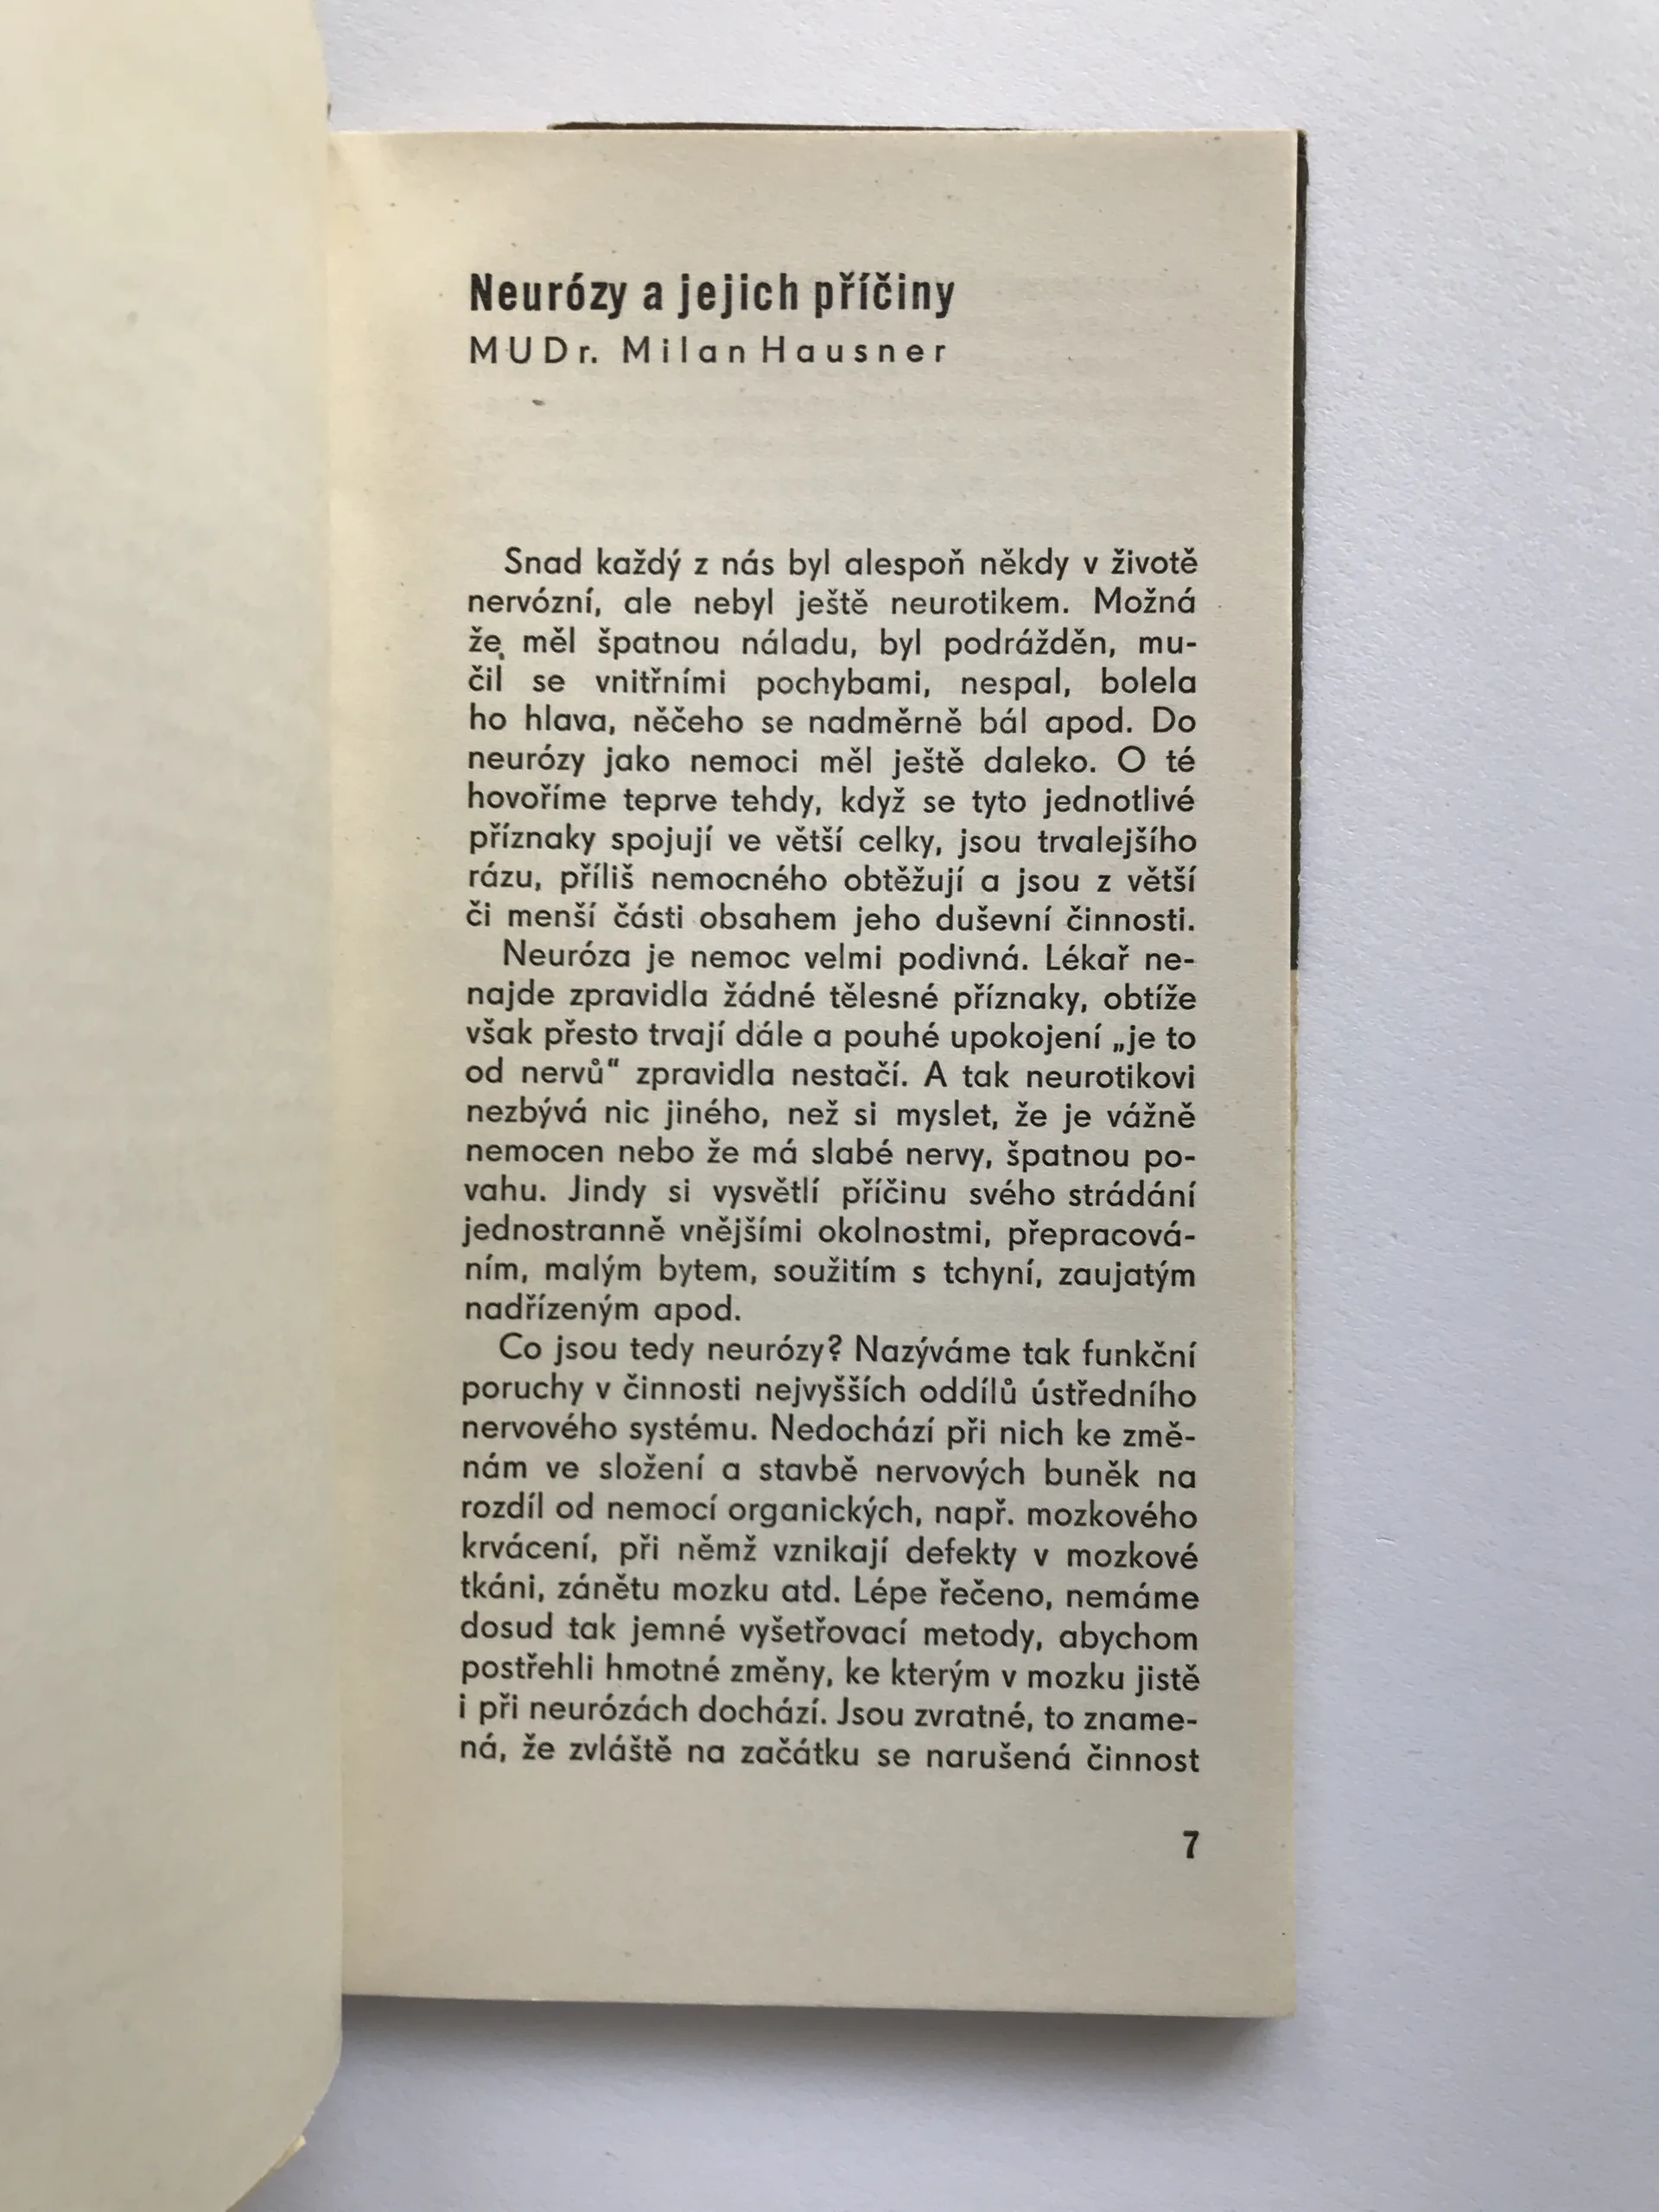 Neurózy a jejich příčiny
MUDr. Milan Hausner
Snad každý z nás byl alespoň někdy v životě
nervózní, ale nebyl ještě neurotikem. Možná
že měl špatnou náladu, byl podrážděn, mu-
čil se vnitřními pochybami, nespal, bolela
ho hlava, něčeho se nadměrně bál apod. Do
neurózy jako nemoci měl ještě daleko. O té
hovoříme teprve tehdy, když se tyto jednotlivé
příznaky spojují ve větší celky, jsou trvalejšího
rázu, příliš nemocného obtěžují a jsou z větší
či menší části obsahem jeho duševní činnosti.
Neuróza je nemoc velmi podivná. Lékař ne-
najde zpravidla žádné tělesné příznaky, obtíže
však přesto trvají dále a pouhé upokojení „je to
od nervů“ zpravidla nestačí. A tak neurotikovi
nezbývá nic jiného, než si myslet, že je vážně
nemocen nebo že má slabé nervy, špatnou po-
vahu. Jindy si vysvětlí příčinu svého strádání
jednostranně vnějšími okolnostmi, přepracová-
ním, malým bytem, soužitím s tchyní, zaujatým
nadřízeným apod.
Co jsou tedy neurózy? Nazýváme tak funkční
poruchy v činnosti nejvyšších oddílů ústředního
nervového systému. Nedochází při nich ke změ-
nám ve složení a stavbě nervových buněk na
rozdíl od nemocí organických, např. mozkového
krvácení, při němž vznikají defekty v mozkové
tkáni, zánětu mozku atd. Lépe řečeno, nemáme
dosud tak jemné vyšetřovací metody, abychom
postřehli hmotné změny, ke kterým v mozku jistě
i při neurózách dochází. Jsou zvratné, to zname-
ná, že zvláště na začátku se narušená činnost
7